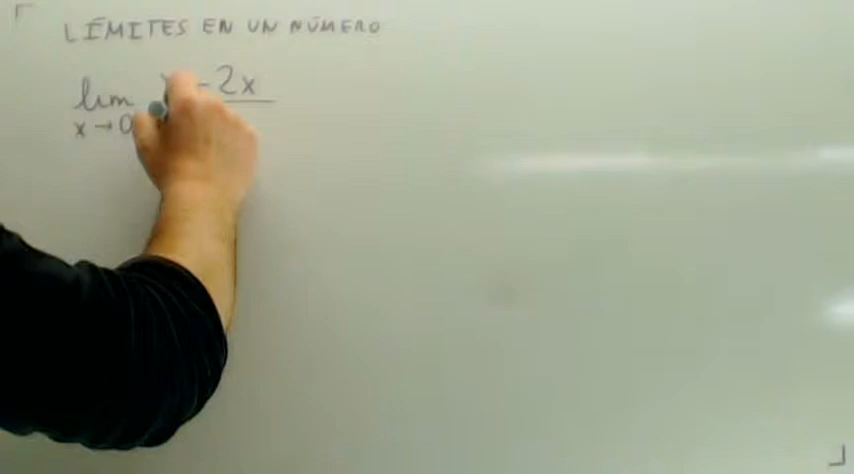 LÍMITES EN UN NÚMERO
lim - 2x
x → 0